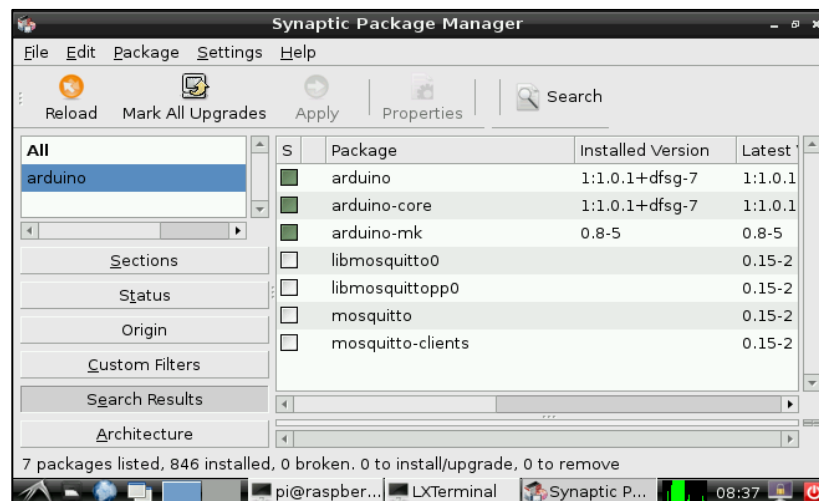 Synaptic Package Manager
File Edit Package Settings Help
Reload Mark All Upgrades Apply Properties Search
All
arduino
S Package Installed Version Latest
arduino 1:1.0.1+dfsg-7 1:1.0.1
arduino-core 1:1.0.1+dfsg-7 1:1.0.1
arduino-mk 0.8-5 0.8-5
libmosquitto0 0.15-2
libmosquittopp0 0.15-2
mosquitto 0.15-2
mosquitto-clients 0.15-2
Sections
Status
Origin
Custom Filters
Search Results
Architecture
7 packages listed, 846 installed, 0 broken. 0 to install/upgrade, 0 to remove
pi@raspber... LXTerminal Synaptic P... 08:37